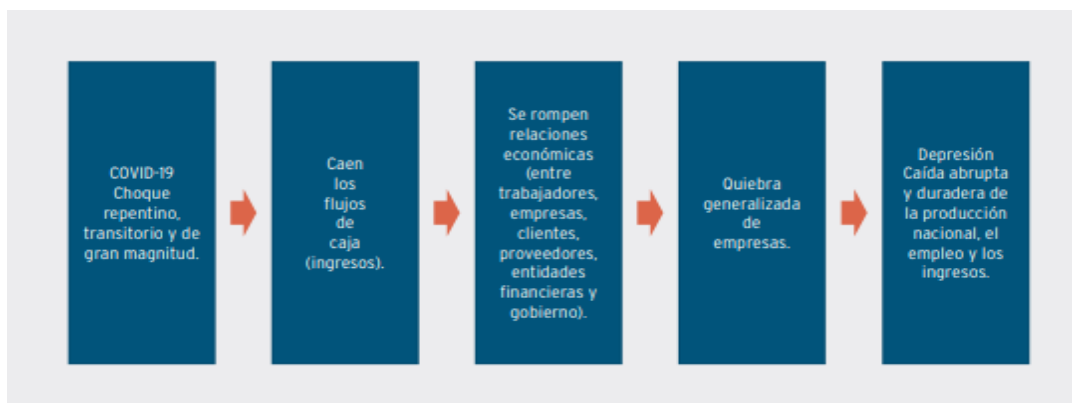 COVID-19
Choque
repentino,
transitorio y de
gran magnitud.
Caen
los
flujos
de
caja
(ingresos).
Se rompen
relaciones
económicas
(entre
trabajadores,
empresas,
clientes,
proveedores,
entidades
financieras y
gobierno).
Quiebra
generalizada
de
empresas.
Depresión
Caída abrupta
y duradera de
la producción
nacional, el
empleo y los
ingresos.